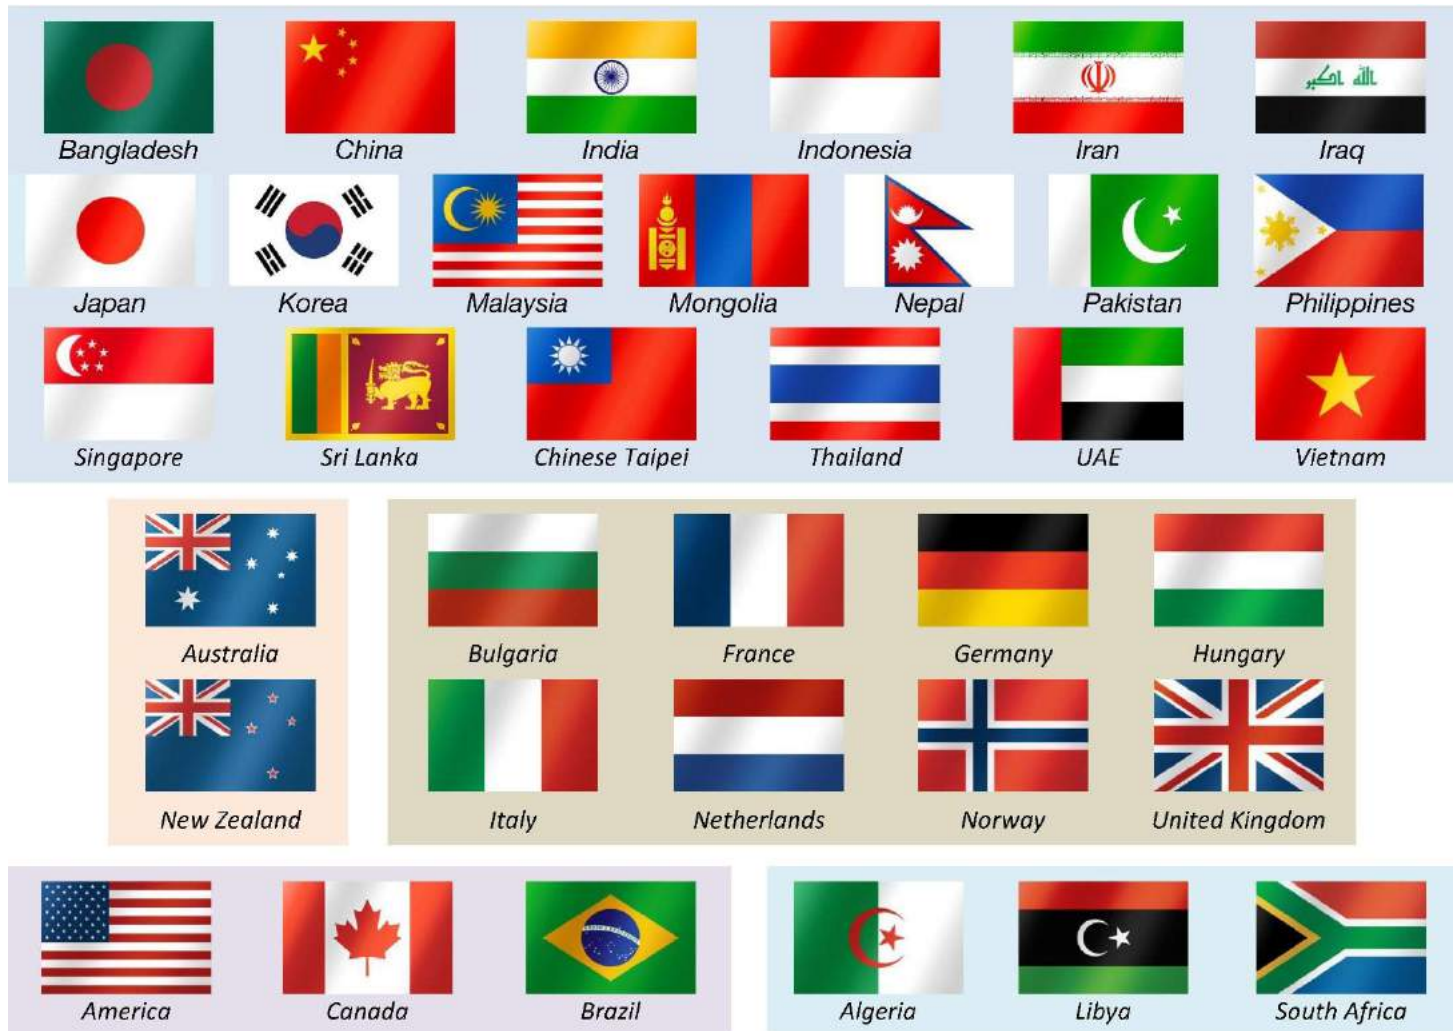 الله اكبر
Bangladesh China India Indonesia Iran Iraq
Japan Korea Malaysia Mongolia Nepal Pakistan Philippines
Singapore Sri Lanka Chinese Taipei Thailand UAE Vietnam
Australia Bulgaria France Germany Hungary
New Zealand Italy Netherlands Norway United Kingdom
America Canada Brazil Algeria Libya South Africa